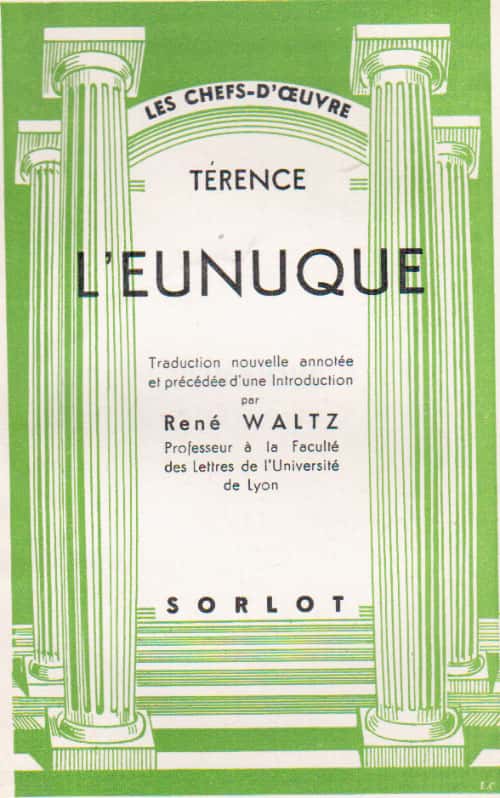 LES CHEFS-D'ŒUVRE
TÉRENCE
L'EUNUQUE
Traduction nouvelle annotée
et précédée d'une Introduction
par
René WALTZ
Professeur à la Faculté
des Lettres de l'Université
de Lyon
SORLOT